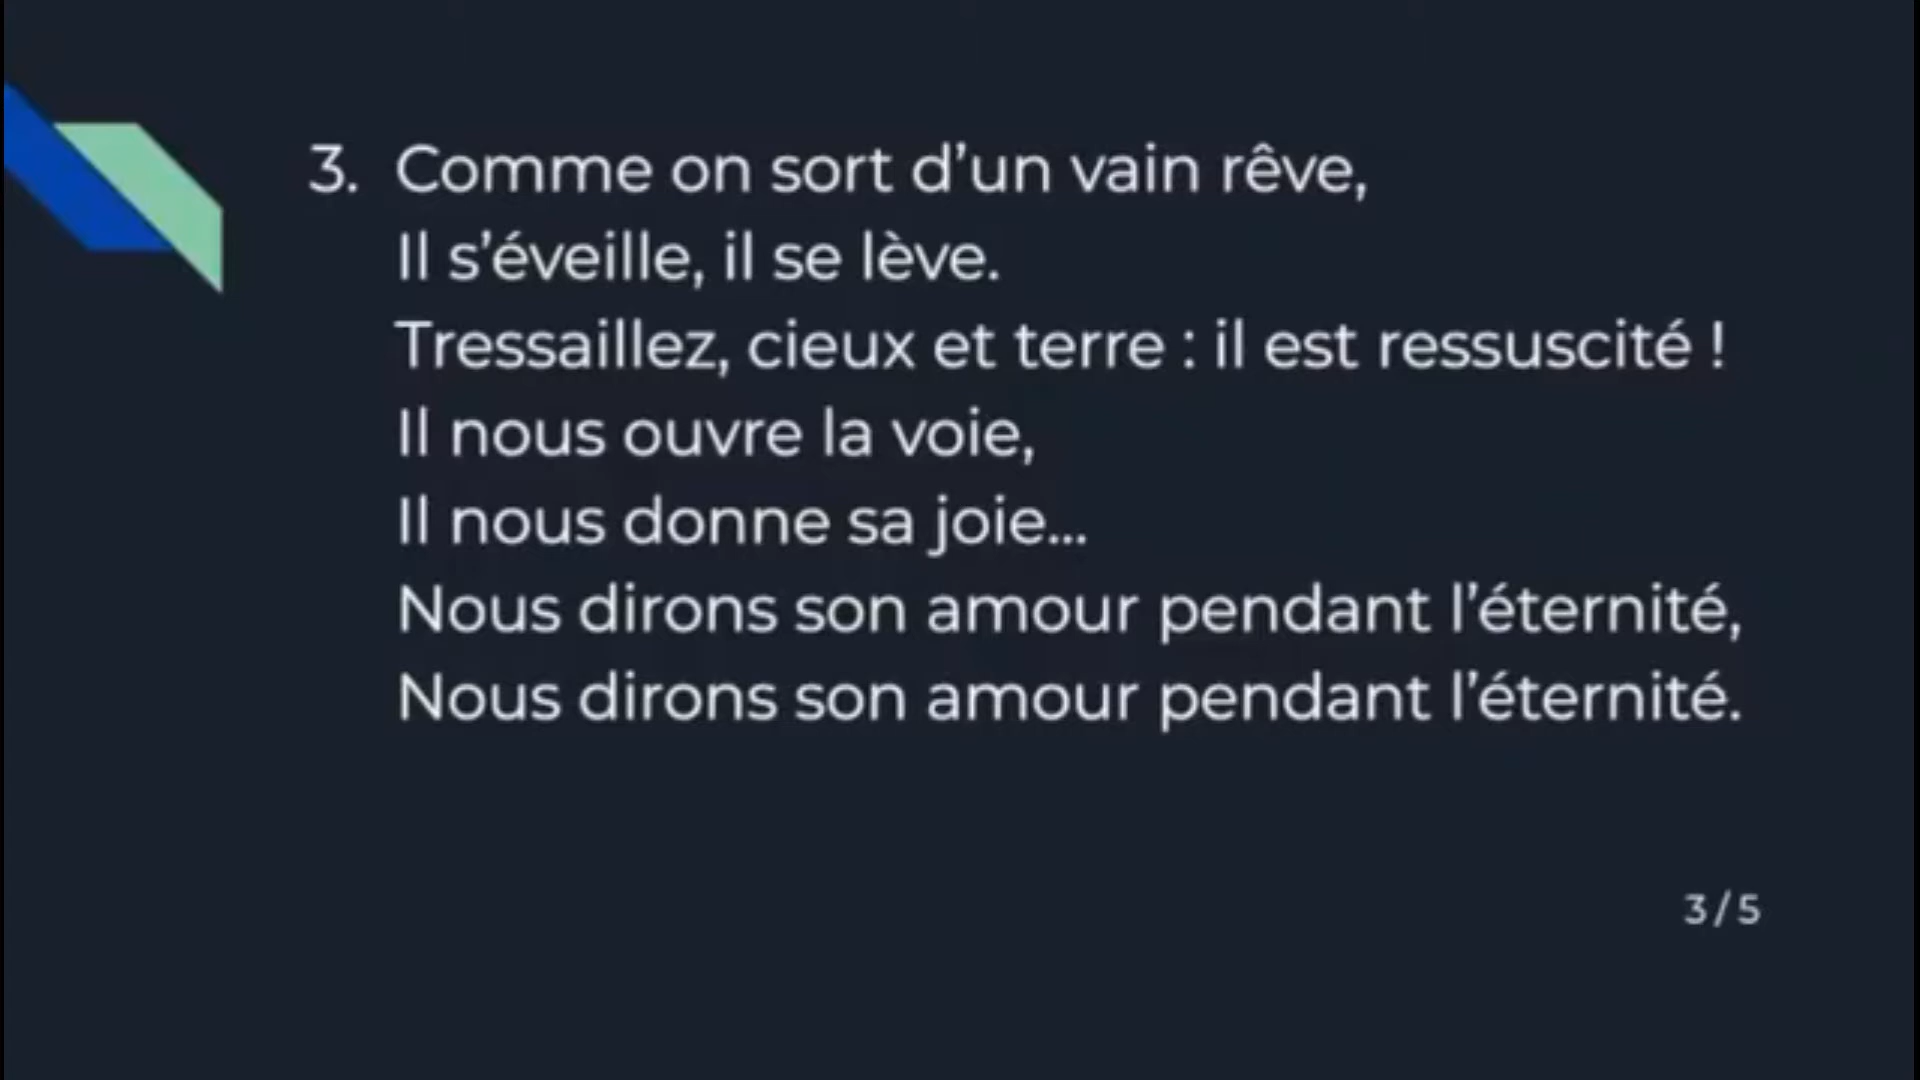 3. Comme on sort d’un vain rêve,
Il s’éveille, il se lève.
Tressaillez, cieux et terre : il est ressuscité !
Il nous ouvre la voie,
Il nous donne sa joie...
Nous dirons son amour pendant l’éternité,
Nous dirons son amour pendant l’éternité.
3 / 5